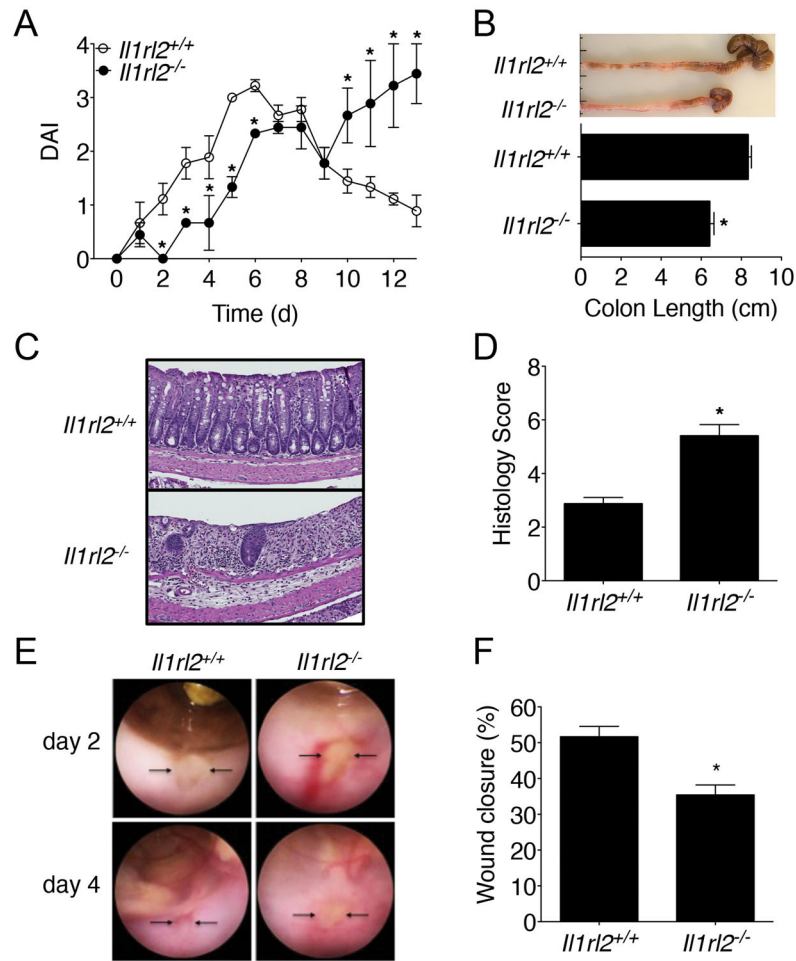 A
DAI
4
3
2
1
0
Il1rl2+/+
Il1rl2-/-
* * * * * * * * * *
0 2 4 6 8 10 12
Time (d)
B
Il1rl2+/+
Il1rl2-/-
Il1rl2+/+
Il1rl2-/-
*
0 2 4 6 8 10
Colon Length (cm)
C
Il1rl2+/+
Il1rl2-/-
D
Histology Score
8
6
4
2
0
*
Il1rl2+/+ Il1rl2-/-
E
Il1rl2+/+ Il1rl2-/-
day 2
day 4
F
Wound closure (%)
60
50
40
30
20
10
0
*
Il1rl2+/+ Il1rl2-/-